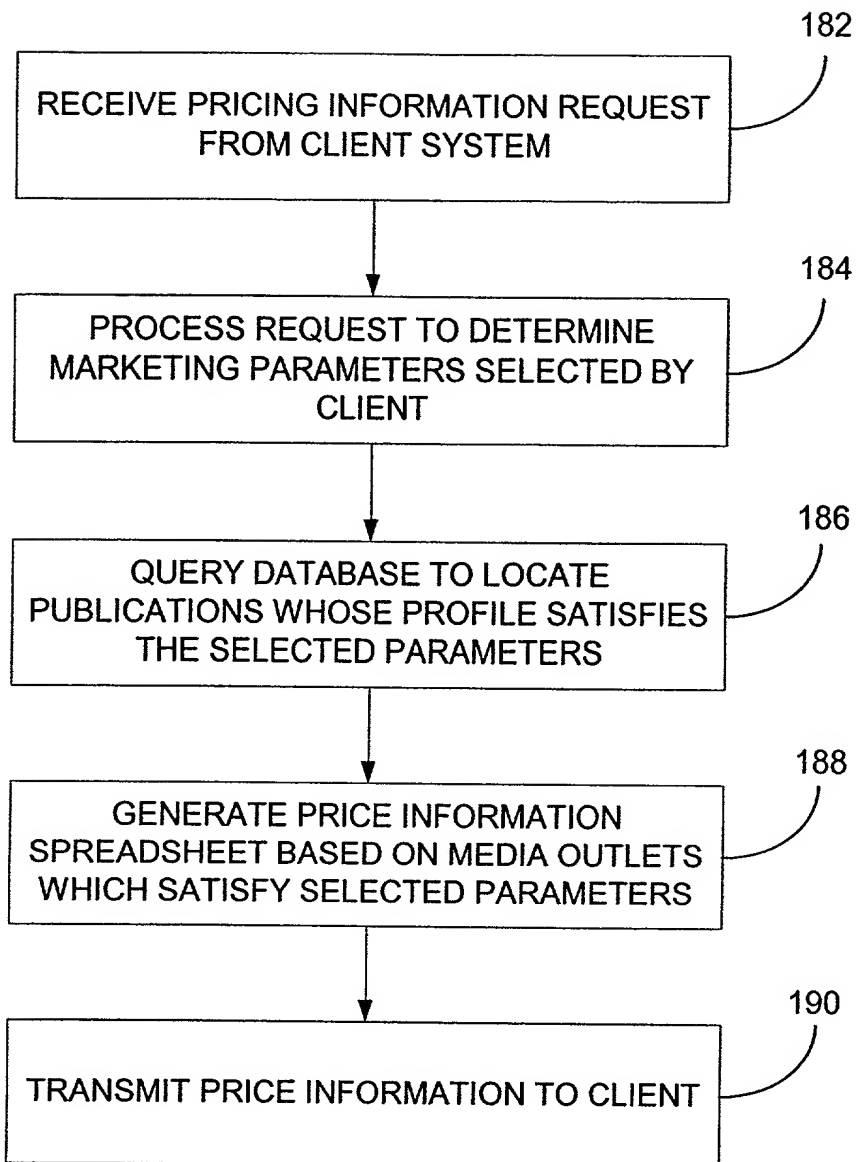 182
RECEIVE PRICING INFORMATION REQUEST
FROM CLIENT SYSTEM
184
PROCESS REQUEST TO DETERMINE
MARKETING PARAMETERS SELECTED BY
CLIENT
186
QUERY DATABASE TO LOCATE
PUBLICATIONS WHOSE PROFILE SATISFIES
THE SELECTED PARAMETERS
188
GENERATE PRICE INFORMATION
SPREADSHEET BASED ON MEDIA OUTLETS
WHICH SATISFY SELECTED PARAMETERS
190
TRANSMIT PRICE INFORMATION TO CLIENT